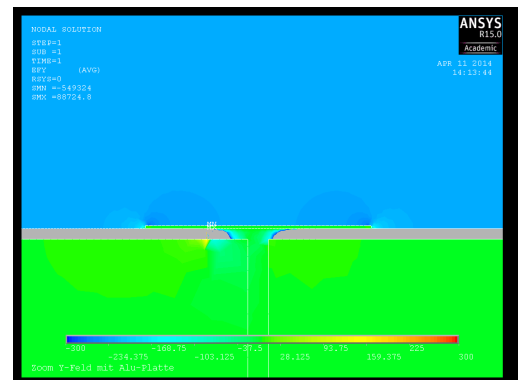 NODAL SOLUTION
STEP=1
SUB =1
TIME=1
EFY (AVG)
RSYS=0
SMN =-549324
SMX =88724.8
ANSYS
R15.0
Academic
APR 11 2014
14:13:44
MN
-300 -168.75 -37.5 93.75 225
-234.375 -103.125 28.125 159.375 300
Zoom Y-Feld mit Alu-Platte